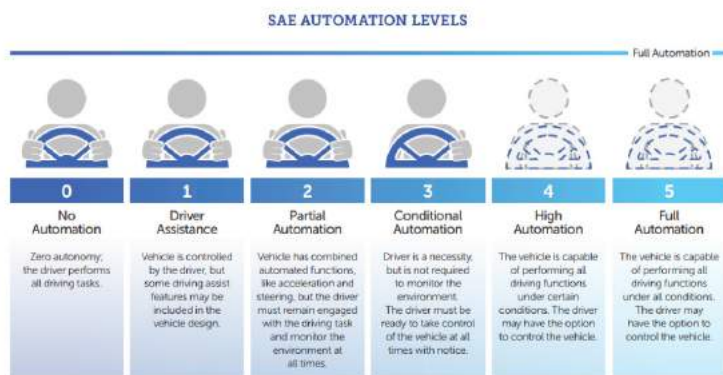 SAE AUTOMATION LEVELS
Full Automation
0
No
Automation
Zero autonomy;
the driver performs
all driving tasks.
1
Driver
Assistance
Vehicle is controlled
by the driver, but
some driving assist
features may be
included in the
vehicle design.
2
Partial
Automation
Vehicle has combined
automated functions,
like acceleration and
steering, but the driver
must remain engaged
with the driving task
and monitor the
environment at
all times.
3
Conditional
Automation
Driver is a necessity,
but is not required
to monitor the
environment.
The driver must be
ready to take control
of the vehicle at all
times with notice.
4
High
Automation
The vehicle is capable
of performing all
driving functions
under certain
conditions. The driver
may have the option
to control the vehicle.
5
Full
Automation
The vehicle is capable
of performing all
driving functions
under all conditions.
The driver may
have the option to
control the vehicle.